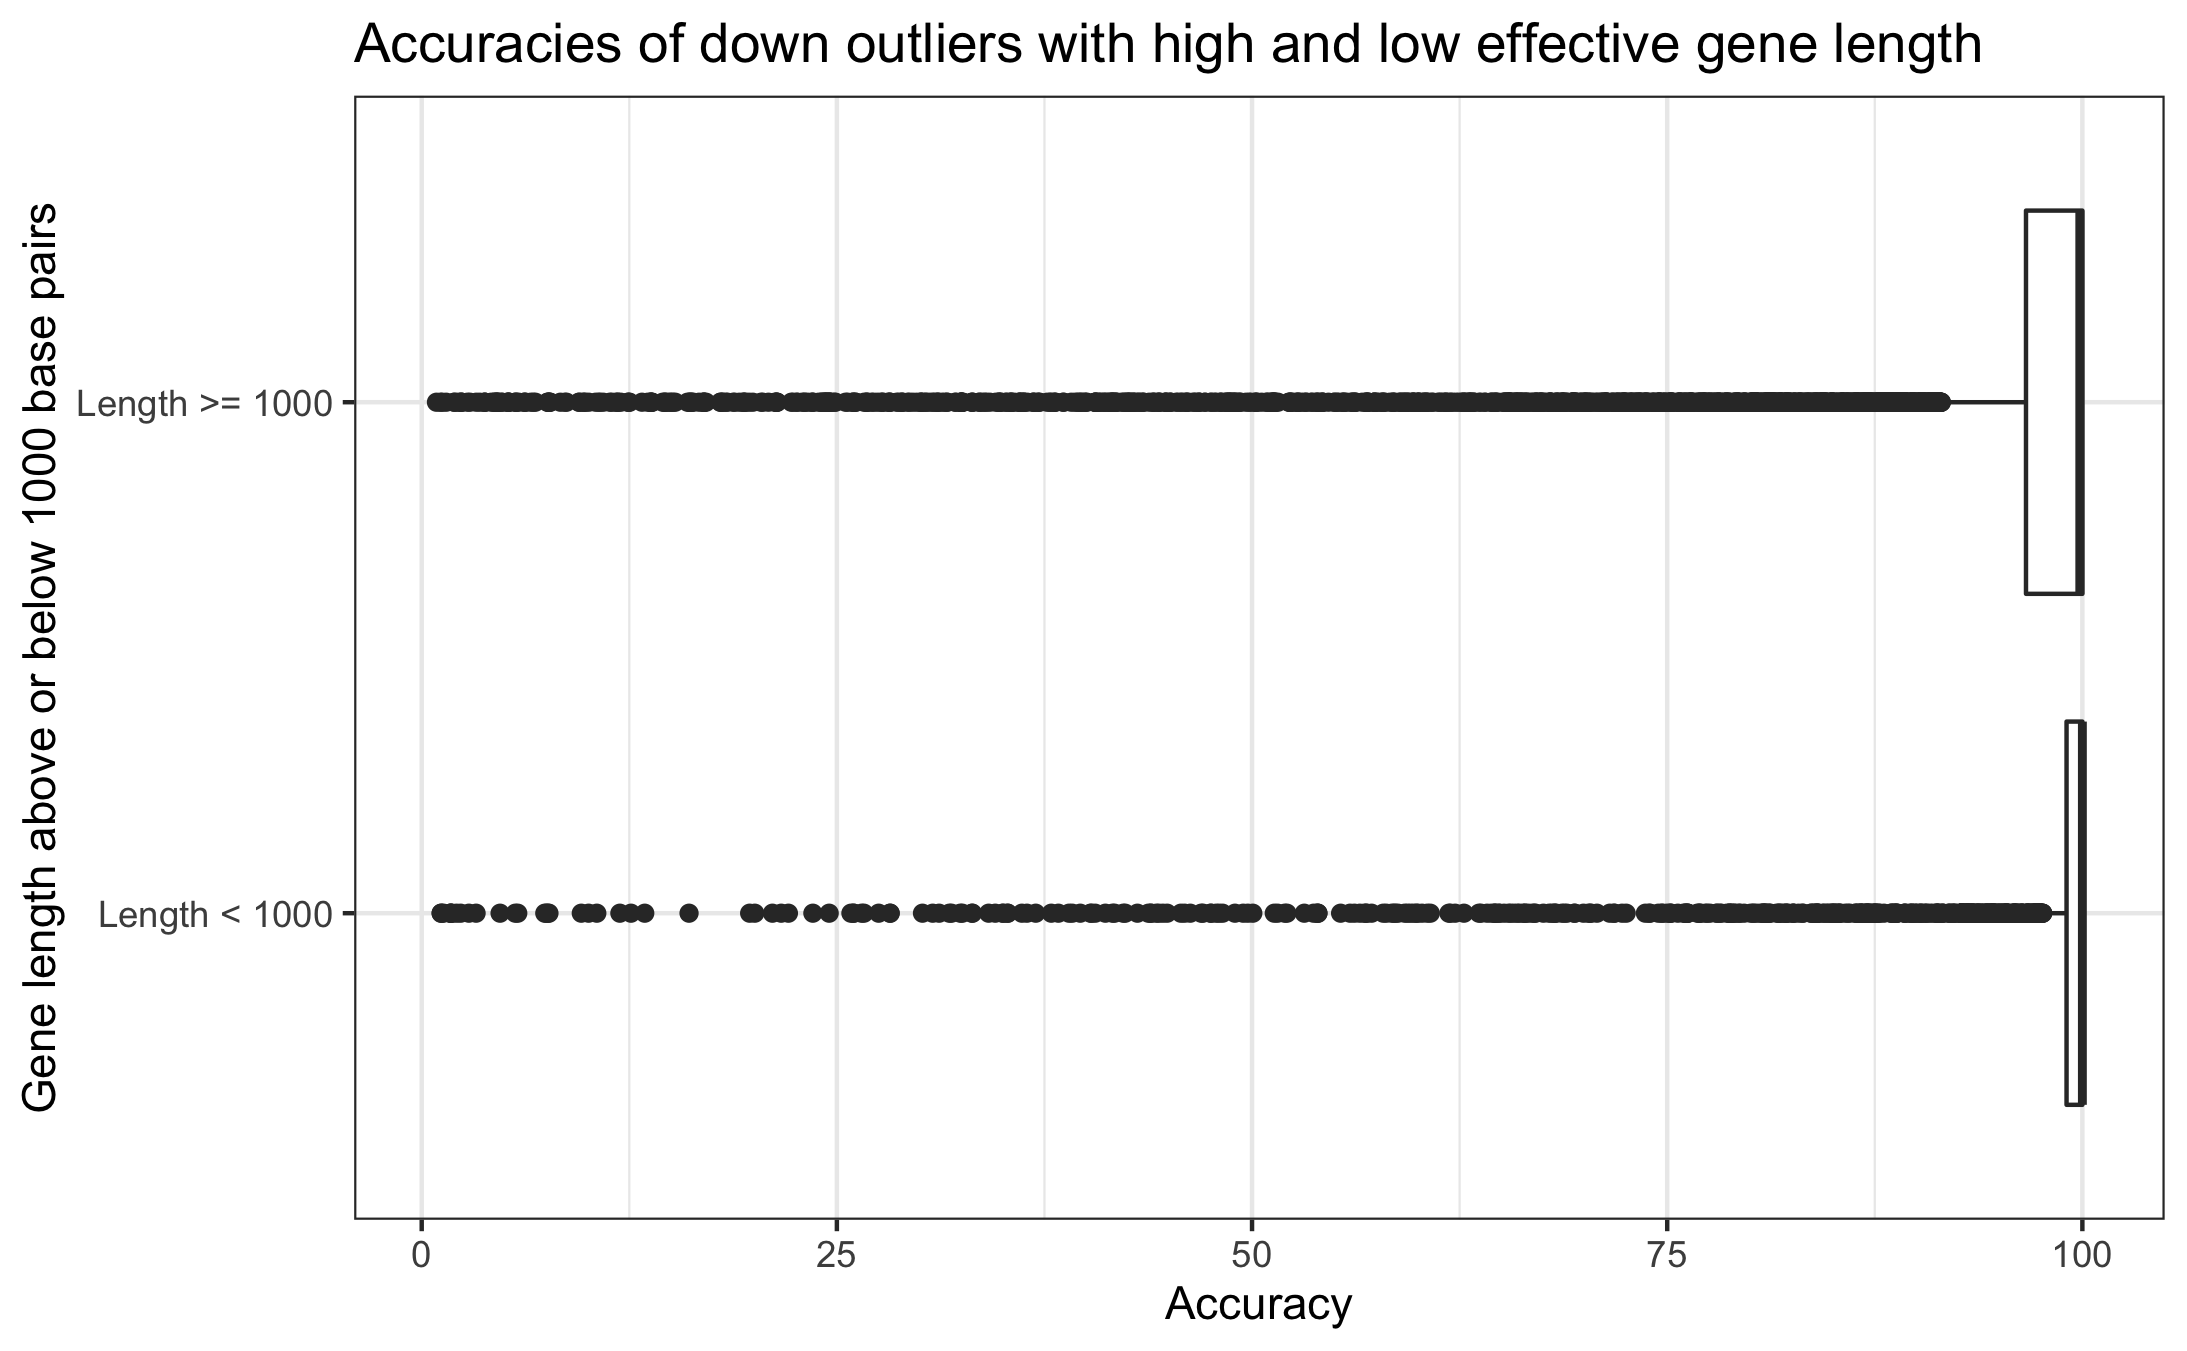 Accuracies of down outliers with high and low effective gene length
Gene length above or below 1000 base pairs
Length >= 1000
Length < 1000
0 25 50 75 100
Accuracy